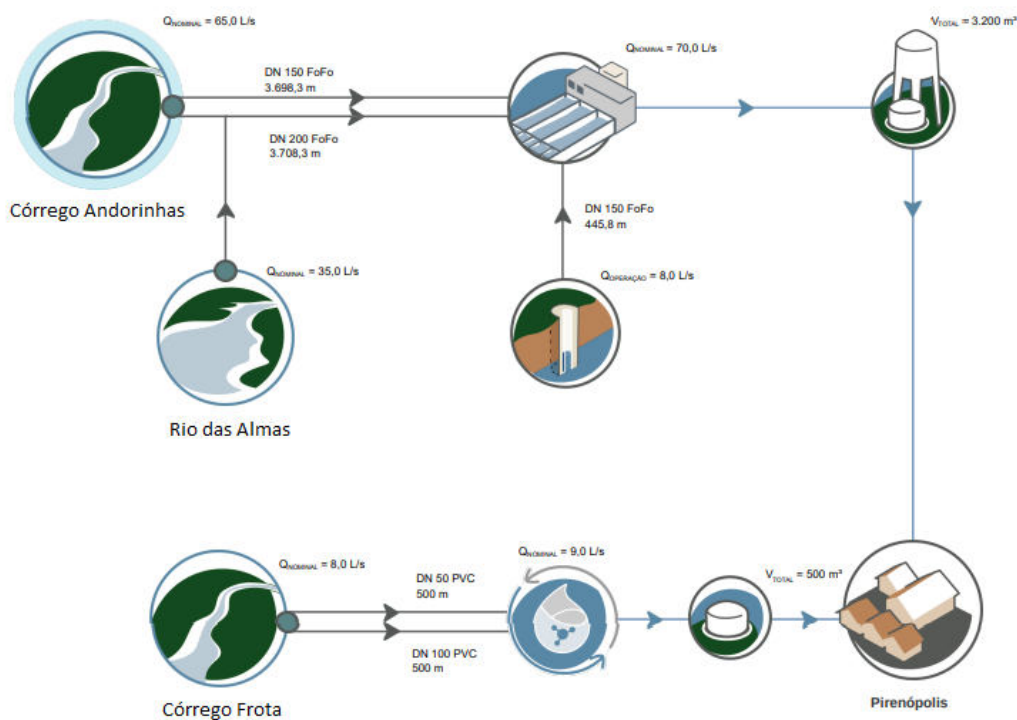 QNOMINAL = 65,0 L/s
VTOTAL = 3.200 m³
QNOMINAL = 70,0 L/s
DN 150 FoFo
3.698,3 m
DN 200 FoFo
3.708,3 m
Córrego Andorinhas
DN 150 FoFo
445,8 m
QNOMINAL = 35,0 L/s
QOPERAÇÃO = 8,0 L/s
Rio das Almas
QNOMINAL = 8,0 L/s
DN 50 PVC
500 m
QNOMINAL = 9,0 L/s
VTOTAL = 500 m³
DN 100 PVC
500 m
Córrego Frota
Pirenópolis